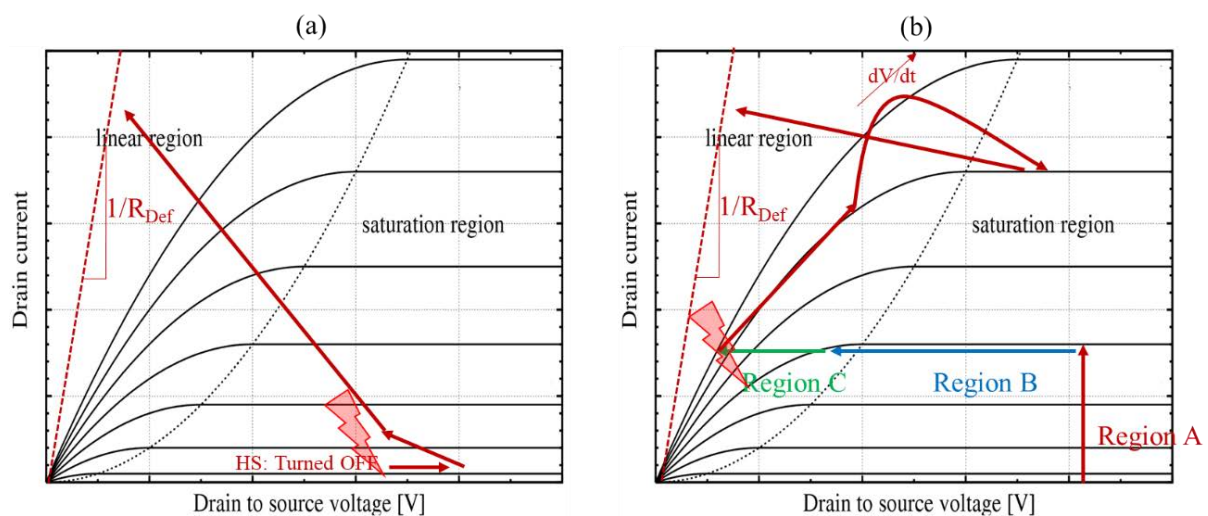 (a)
linear region
1/R_Def
saturation region
HS: Turned OFF
Drain current
Drain to source voltage [V]
(b)
dV/dt
linear region
1/R_Def
saturation region
Region C
Region B
Region A
Drain current
Drain to source voltage [V]